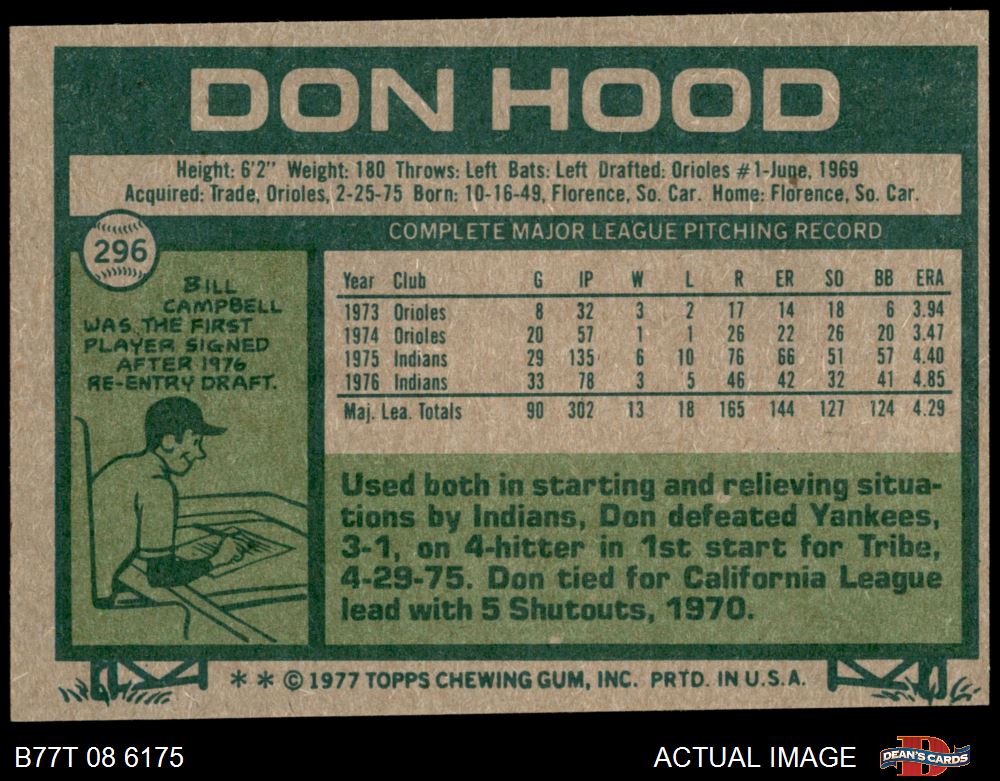 DON HOOD
Height: 6'2" Weight: 180 Throws: Left Bats: Left Drafted: Orioles #1-June, 1969
Acquired: Trade, Orioles, 2-25-75 Born: 10-16-49, Florence, So. Car. Home: Florence, So. Car.
296
COMPLETE MAJOR LEAGUE PITCHING RECORD
BILL
CAMPBELL
WAS THE FIRST
PLAYER SIGNED
AFTER 1976
RE-ENTRY DRAFT.
Year Club G IP W L R ER SO BB ERA
1973 Orioles 8 32 3 2 17 14 18 6 3.94
1974 Orioles 20 57 1 1 26 22 26 20 3.47
1975 Indians 29 135 6 10 76 66 51 57 4.40
1976 Indians 33 78 3 5 46 42 32 41 4.85
Maj. Lea. Totals 90 302 13 18 165 144 127 124 4.29
Used both in starting and relieving situa-
tions by Indians, Don defeated Yankees,
3-1, on 4-hitter in 1st start for Tribe,
4-29-75. Don tied for California League
lead with 5 Shutouts, 1970.
* * © 1977 TOPPS CHEWING GUM, INC. PRTD. IN U.S.A.
B77T 08 6175
ACTUAL IMAGE
DEAN'S CARDS